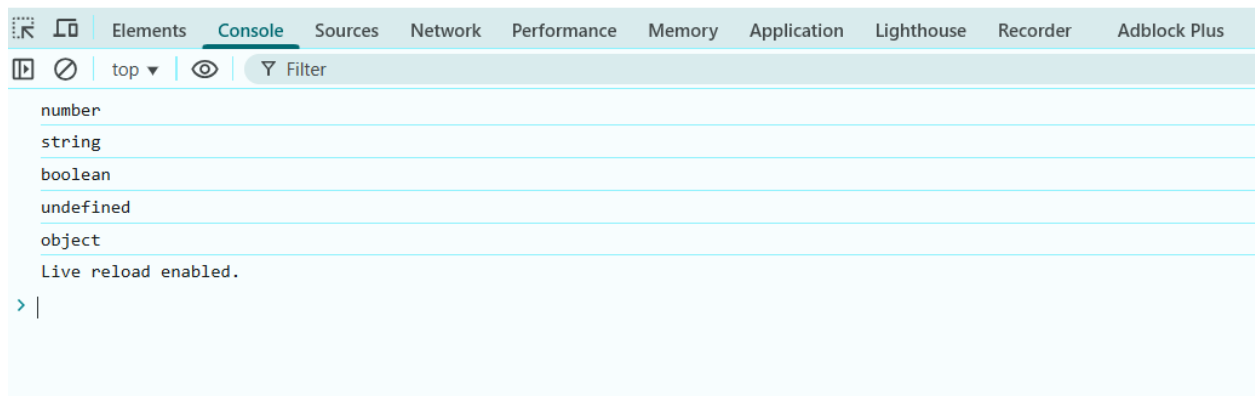 Elements Console Sources Network Performance Memory Application Lighthouse Recorder Adblock Plus
top Filter
number
string
boolean
undefined
object
Live reload enabled.